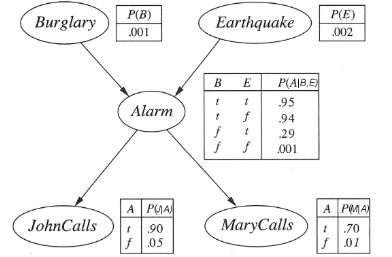 Burglary
P(B)
.001
Earthquake
P(E)
.002
Alarm
B E P(A|B,E)
t t .95
t f .94
f t .29
f f .001
JohnCalls
A P(J|A)
t .90
f .05
MaryCalls
A P(M|A)
t .70
f .01